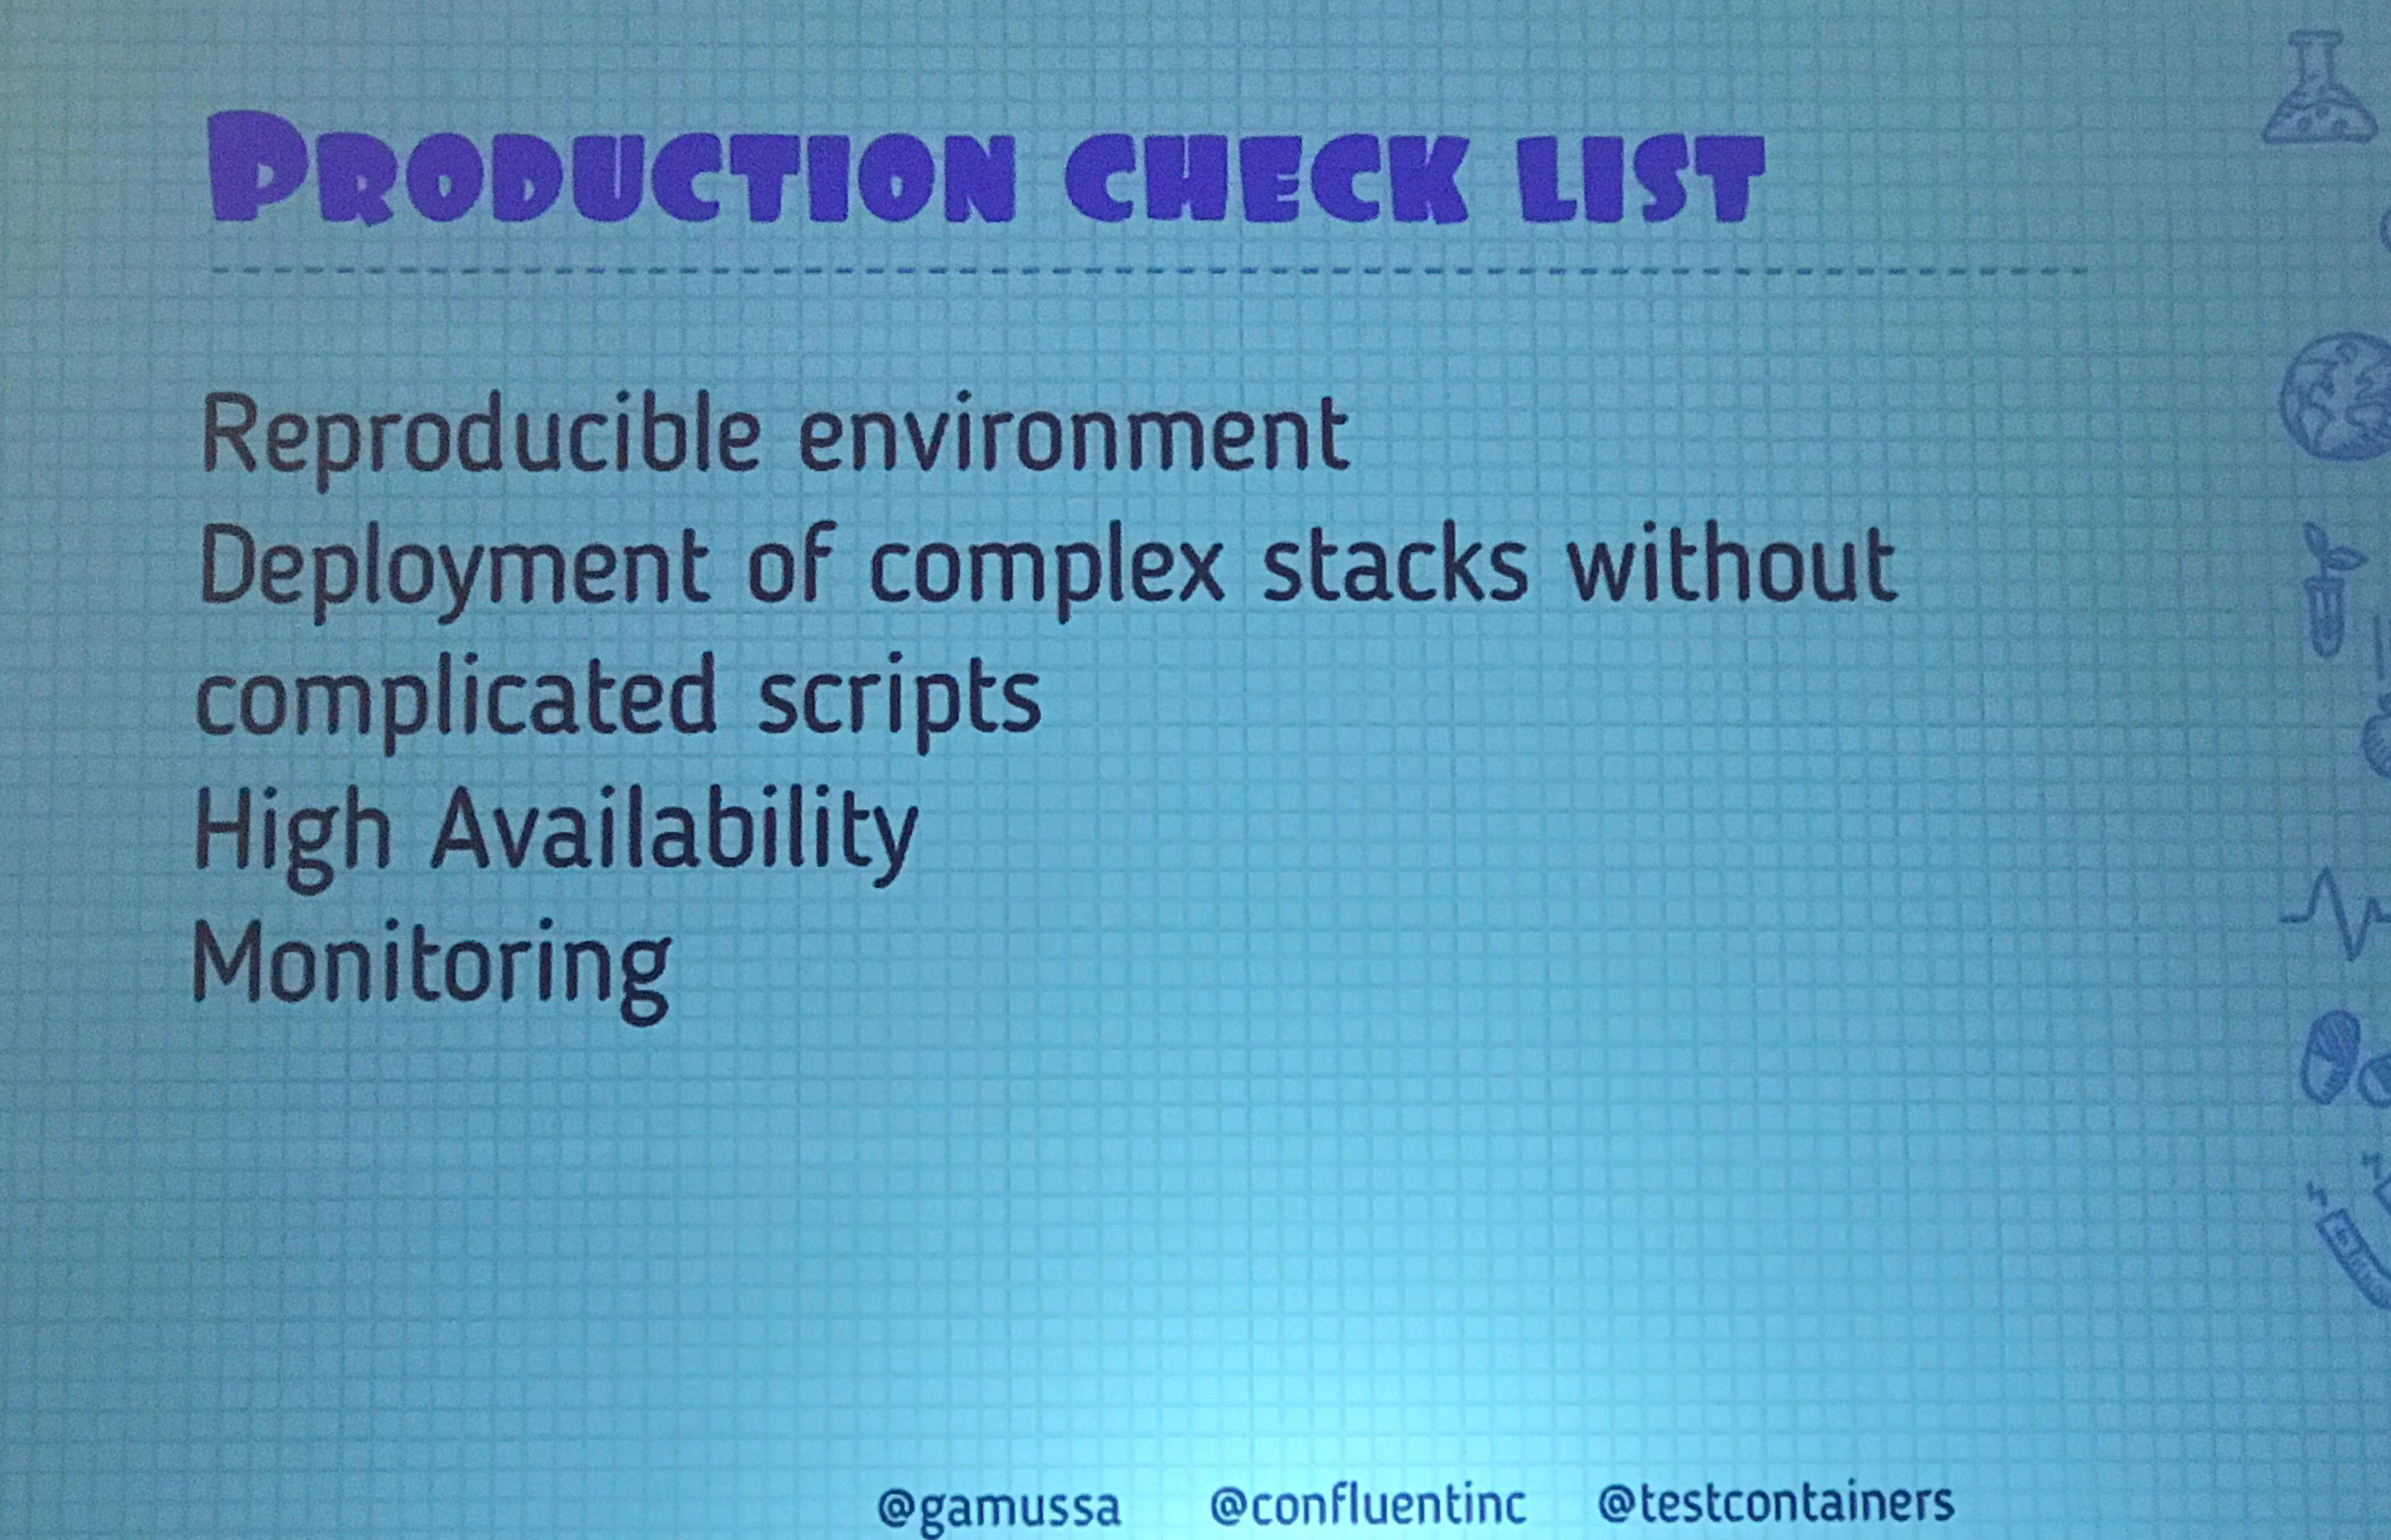 Production check list
Reproducible environment
Deployment of complex stacks without
complicated scripts
High Availability
Monitoring
@gamussa @confluentinc @testcontainers